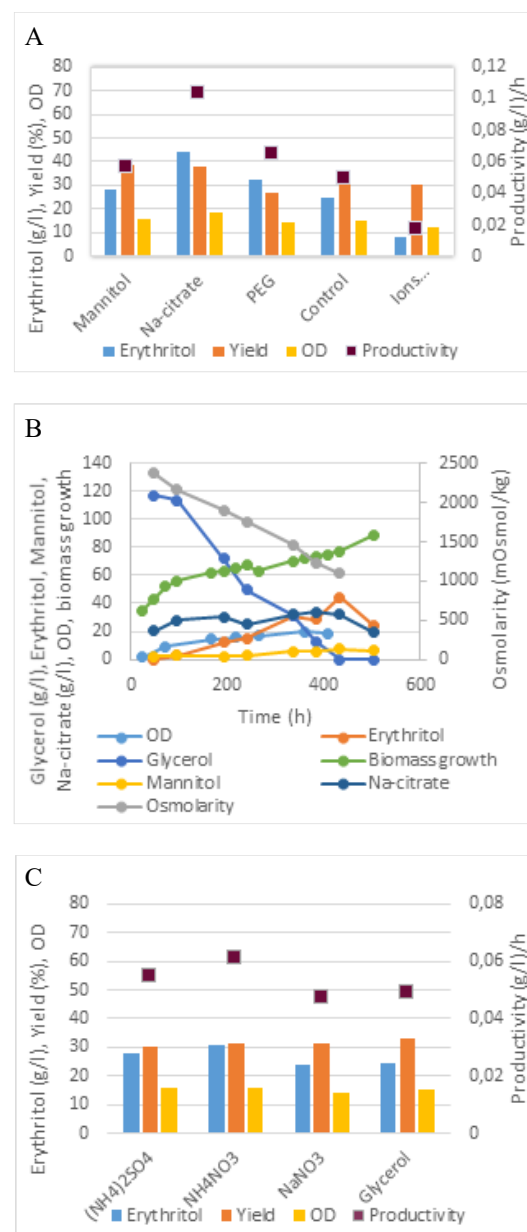 A
Erythritol (g/l), Yield (%), OD
80
70
60
50
40
30
20
10
0
0,12
0,1
0,08
0,06
0,04
0,02
0
Productivity (g/l)/h
Mannitol
Na-citrate
PEG
Control
Ions...
Erythritol
Yield
OD
Productivity
B
Glycerol (g/l), Erythritol, Mannitol,
Na-citrate (g/l), OD, biomass growth
140
120
100
80
60
40
20
0
2500
2000
1500
1000
500
0
Osmolarity (mOsmol/kg)
0
200
400
600
Time (h)
OD
Erythritol
Glycerol
Biomass growth
Mannitol
Na-citrate
Osmolarity
C
Erythritol (g/l), Yield (%), OD
80
70
60
50
40
30
20
10
0
0,08
0,06
0,04
0,02
0
Productivity (g/l)/h
(NH4)2SO4
NH4NO3
NaNO3
Glycerol
Erythritol
Yield
OD
Productivity